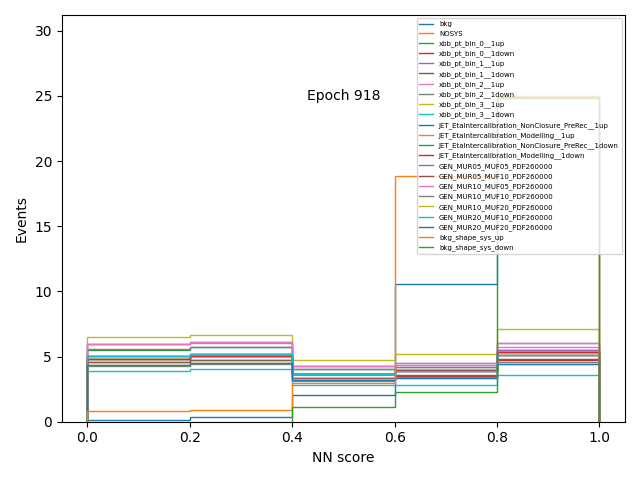 bkg
NOSYS
xbb_pt_bin_0__1up
xbb_pt_bin_0__1down
xbb_pt_bin_1__1up
xbb_pt_bin_1__1down
xbb_pt_bin_2__1up
xbb_pt_bin_2__1down
xbb_pt_bin_3__1up
xbb_pt_bin_3__1down
JET_EtaIntercalibration_NonClosure_PreRec__1up
JET_EtaIntercalibration_Modelling__1up
JET_EtaIntercalibration_NonClosure_PreRec__1down
JET_EtaIntercalibration_Modelling__1down
GEN_MUR05_MUF05_PDF260000
GEN_MUR05_MUF10_PDF260000
GEN_MUR10_MUF05_PDF260000
GEN_MUR10_MUF10_PDF260000
GEN_MUR10_MUF20_PDF260000
GEN_MUR20_MUF10_PDF260000
GEN_MUR20_MUF20_PDF260000
bkg_shape_sys_up
bkg_shape_sys_down
Epoch 918
30
25
20
15
10
5
0
Events
0.0 0.2 0.4 0.6 0.8 1.0
NN score